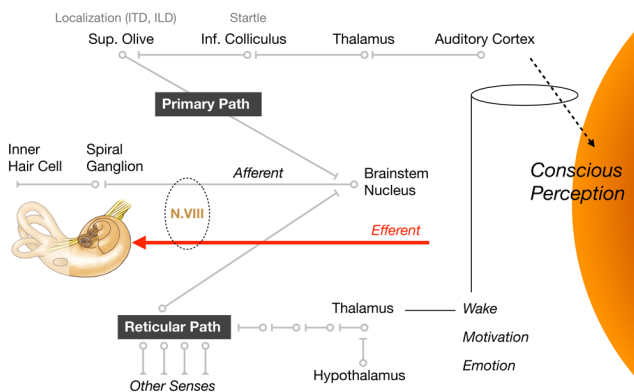 Localization (ITD, ILD)
Startle
Sup. Olive
Inf. Colliculus
Thalamus
Auditory Cortex
Primary Path
Inner
Hair Cell
Spiral
Ganglion
Afferent
Brainstem
Nucleus
Conscious
Perception
N.VIII
Efferent
Thalamus
Wake
Reticular Path
Motivation
Hypothalamus
Emotion
Other Senses